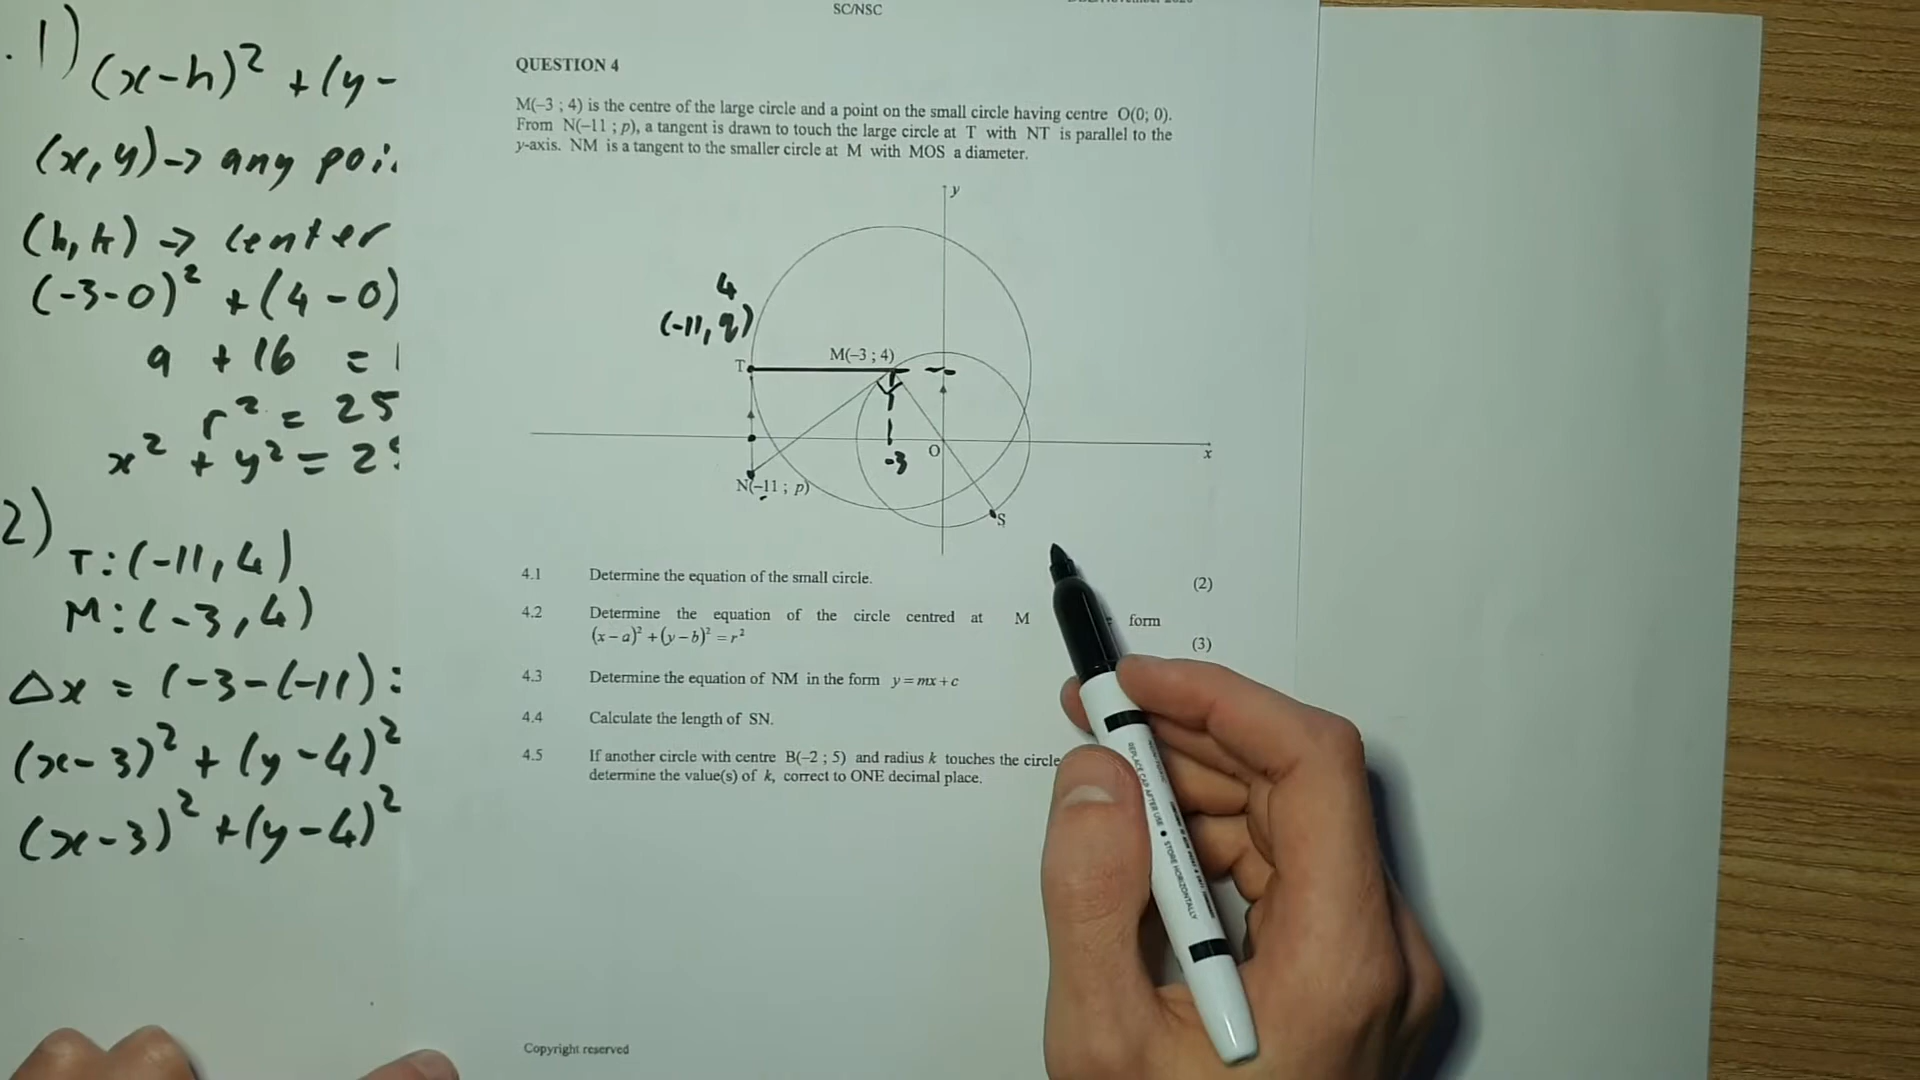 .1)
(x-h)² + (y-
(x,y) -> any poi
(h,k) -> center
(-3-0)² + (4-0)
9 + 16 =
r² = 25
x² + y² = 25
2)
T: (-11, 4)
M: (-3, 4)
Δx = (-3-(-11) =
(x-3)² + (y-4)²
(x-3)² + (y-4)²
SC/NSC
QUESTION 4
M(–3 ; 4) is the centre of the large circle and a point on the small circle having centre O(0; 0).
From N(–11 ; p), a tangent is drawn to touch the large circle at T with NT is parallel to the
y-axis. NM is a tangent to the smaller circle at M with MOS a diameter.
y
4
(-11, q)
T
M(–3 ; 4)
O
x
-3
N(–11 ; p)
S
4.1 Determine the equation of the small circle. (2)
4.2 Determine the equation of the circle centred at M form
(x – a)² + (y – b)² = r² (3)
4.3 Determine the equation of NM in the form y = mx + c
4.4 Calculate the length of SN.
4.5 If another circle with centre B(–2 ; 5) and radius k touches the circle
determine the value(s) of k, correct to ONE decimal place.
Copyright reserved
REPLACE CAP AFTER USE ● STORE HORIZONTALLY